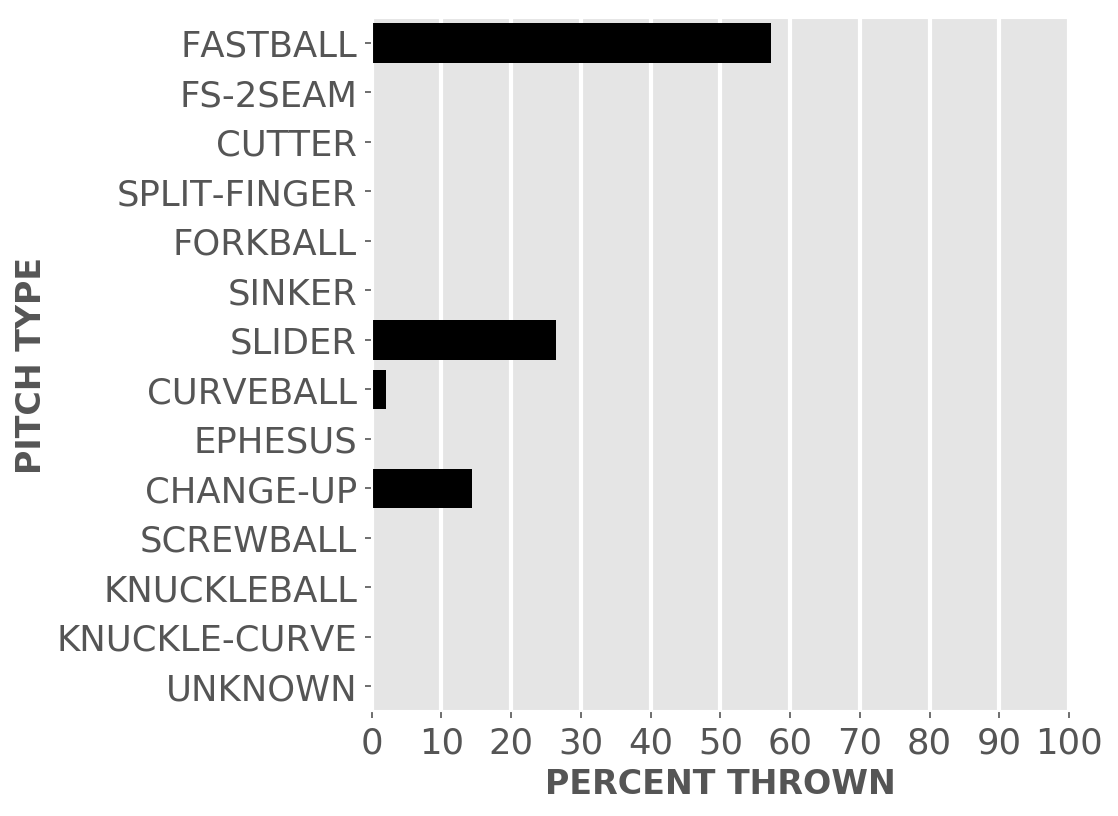 FASTBALL
FS-2SEAM
CUTTER
SPLIT-FINGER
FORKBALL
SINKER
SLIDER
CURVEBALL
EPHESUS
CHANGE-UP
SCREWBALL
KNUCKLEBALL
KNUCKLE-CURVE
UNKNOWN
PITCH TYPE
0 10 20 30 40 50 60 70 80 90 100
PERCENT THROWN